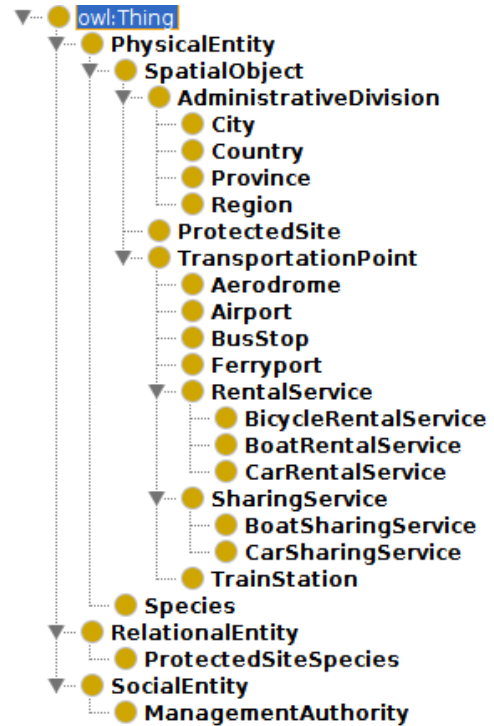 owl:Thing
PhysicalEntity
SpatialObject
AdministrativeDivision
City
Country
Province
Region
ProtectedSite
TransportationPoint
Aerodrome
Airport
BusStop
Ferryport
RentalService
BicycleRentalService
BoatRentalService
CarRentalService
SharingService
BoatSharingService
CarSharingService
TrainStation
Species
RelationalEntity
ProtectedSiteSpecies
SocialEntity
ManagementAuthority